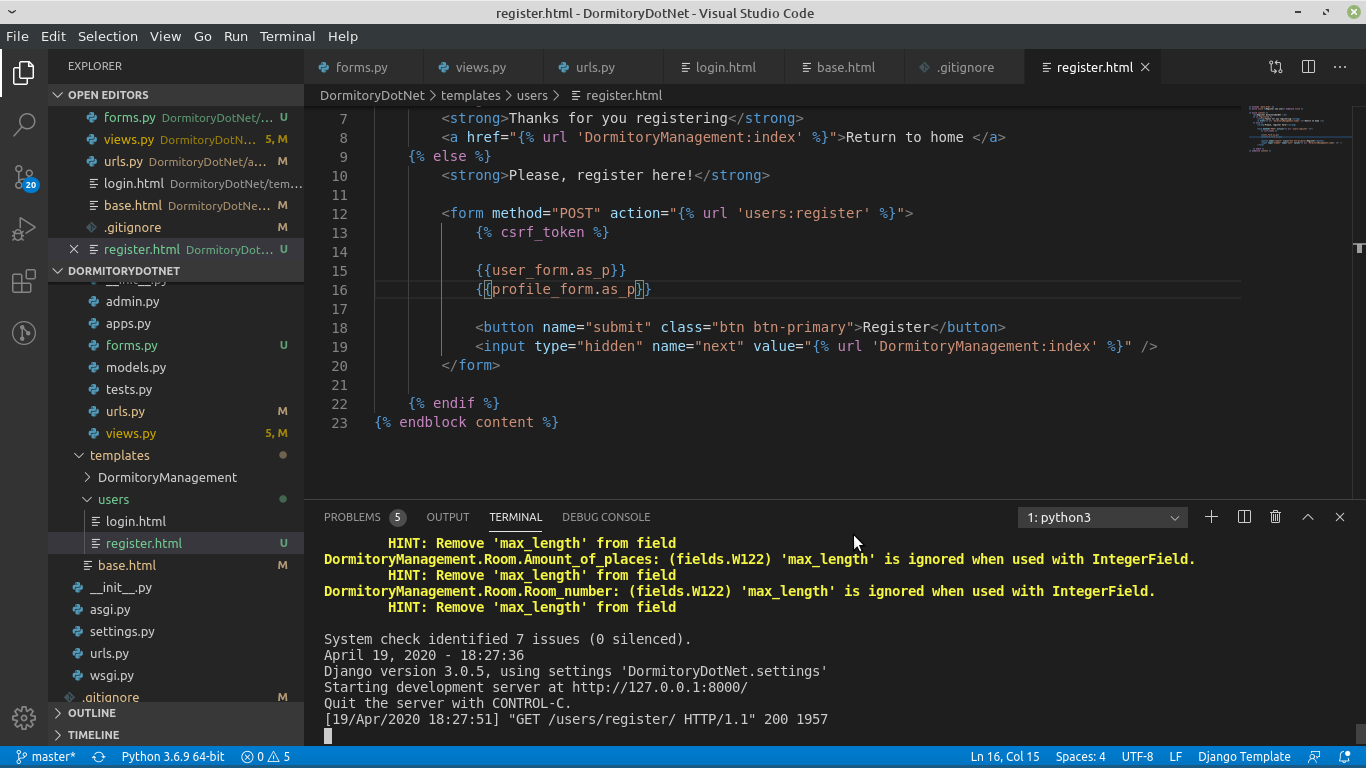 register.html - DormitoryDotNet - Visual Studio Code
File Edit Selection View Go Run Terminal Help
EXPLORER
OPEN EDITORS
forms.py DormitoryDotNet/... U
views.py DormitoryDotN... 5, M
urls.py DormitoryDotNet/a... M
login.html DormitoryDotNet/tem...
base.html DormitoryDotNe... M
.gitignore M
register.html DormitoryDot... U
DORMITORYDOTNET
__init__.py
admin.py
apps.py
forms.py U
models.py
tests.py
urls.py M
views.py 5, M
templates
DormitoryManagement
users
login.html
register.html U
base.html M
__init__.py
asgi.py
settings.py
urls.py
wsgi.py
.gitignore M
OUTLINE
TIMELINE
20
forms.py views.py urls.py login.html base.html .gitignore register.html
DormitoryDotNet > templates > users > register.html
7 <strong>Thanks for you registering</strong>
8 <a href="{% url 'DormitoryManagement:index' %}">Return to home </a>
9 {% else %}
10 <strong>Please, register here!</strong>
11
12 <form method="POST" action="{% url 'users:register' %}">
13 {% csrf_token %}
14
15 {{user_form.as_p}}
16 {{profile_form.as_p}}
17
18 <button name="submit" class="btn btn-primary">Register</button>
19 <input type="hidden" name="next" value="{% url 'DormitoryManagement:index' %}" />
20 </form>
21
22 {% endif %}
23 {% endblock content %}
PROBLEMS 5 OUTPUT TERMINAL DEBUG CONSOLE 1: python3
HINT: Remove 'max_length' from field
DormitoryManagement.Room.Amount_of_places: (fields.W122) 'max_length' is ignored when used with IntegerField.
HINT: Remove 'max_length' from field
DormitoryManagement.Room.Room_number: (fields.W122) 'max_length' is ignored when used with IntegerField.
HINT: Remove 'max_length' from field
System check identified 7 issues (0 silenced).
April 19, 2020 - 18:27:36
Django version 3.0.5, using settings 'DormitoryDotNet.settings'
Starting development server at http://127.0.0.1:8000/
Quit the server with CONTROL-C.
[19/Apr/2020 18:27:51] "GET /users/register/ HTTP/1.1" 200 1957
master* Python 3.6.9 64-bit 0 5 Ln 16, Col 15 Spaces: 4 UTF-8 LF Django Template